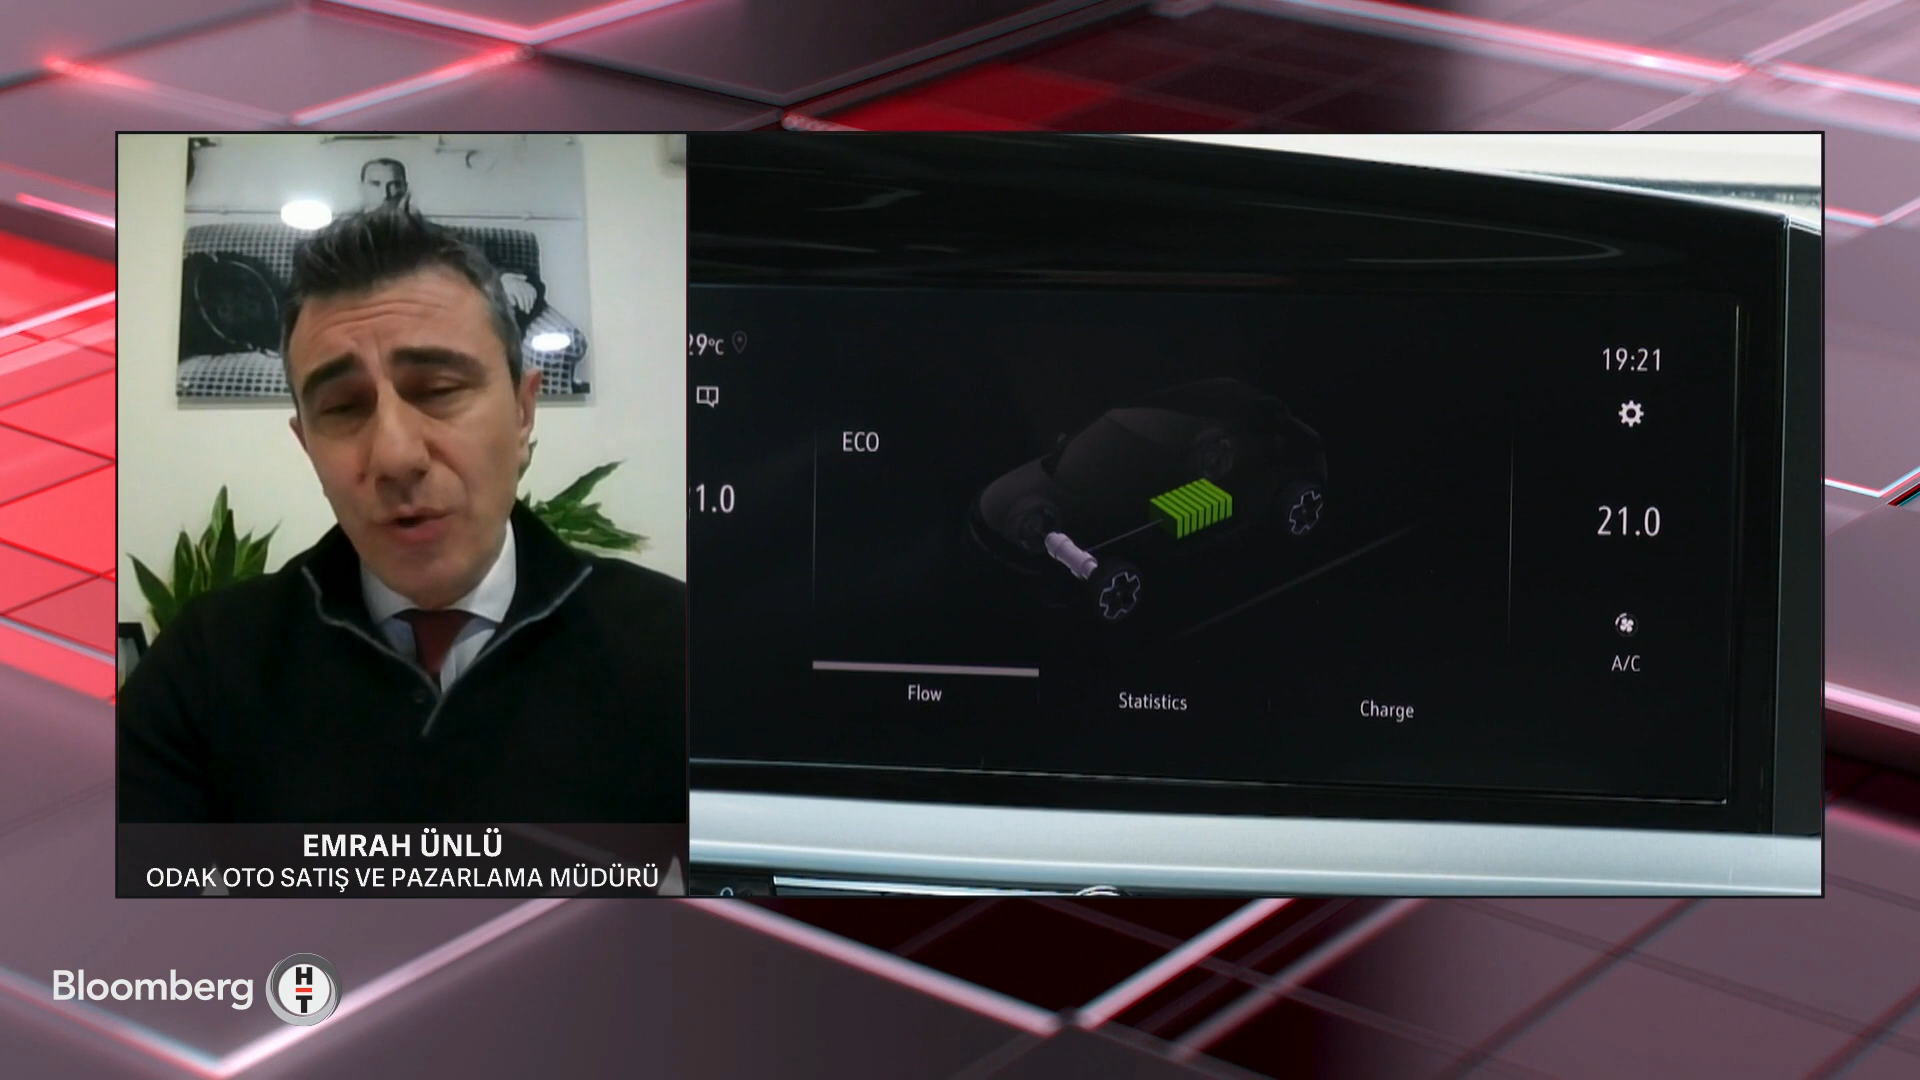 29°C
19:21
ECO
21.0
1.0
A/C
Flow
Statistics
Charge
EMRAH ÜNLÜ
ODAK OTO SATIŞ VE PAZARLAMA MÜDÜRÜ
Bloomberg HT